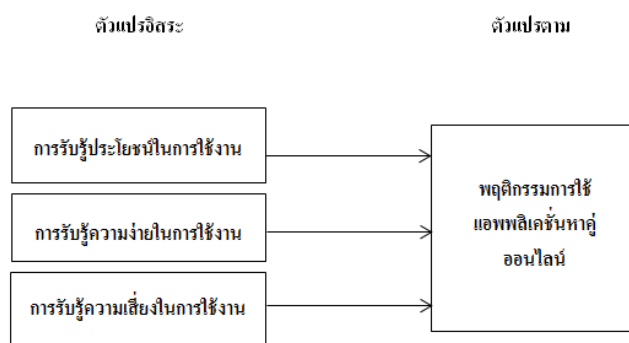 ตัวแปรอิสระ
ตัวแปรตาม
การรับรู้ประโยชน์ในการใช้งาน
การรับรู้ความง่ายในการใช้งาน
การรับรู้ความเสี่ยงในการใช้งาน
พฤติกรรมการใช้
แอพพลิเคชั่นหาคู่
ออนไลน์